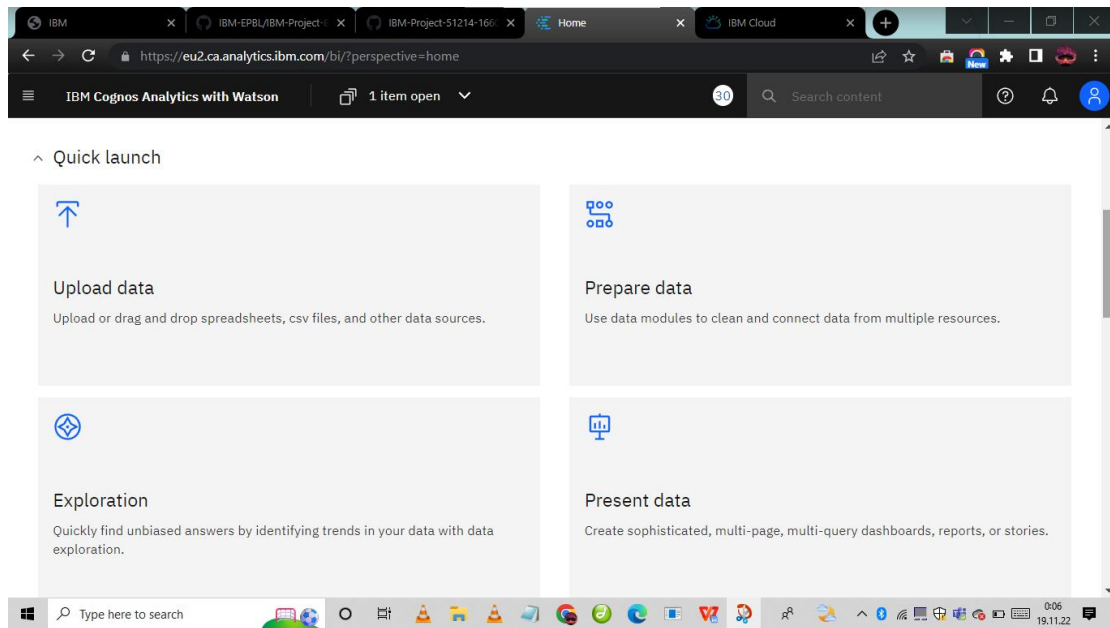 IBM
IBM-EPBL/IBM-Project-
IBM-Project-51214-166
Home
IBM Cloud
https://eu2.ca.analytics.ibm.com/bi/?perspective=home
New
IBM Cognos Analytics with Watson
1 item open
30
Search content
Quick launch
Upload data
Upload or drag and drop spreadsheets, csv files, and other data sources.
Prepare data
Use data modules to clean and connect data from multiple resources.
Exploration
Quickly find unbiased answers by identifying trends in your data with data
exploration.
Present data
Create sophisticated, multi-page, multi-query dashboards, reports, or stories.
Type here to search
0:06
19.11.22